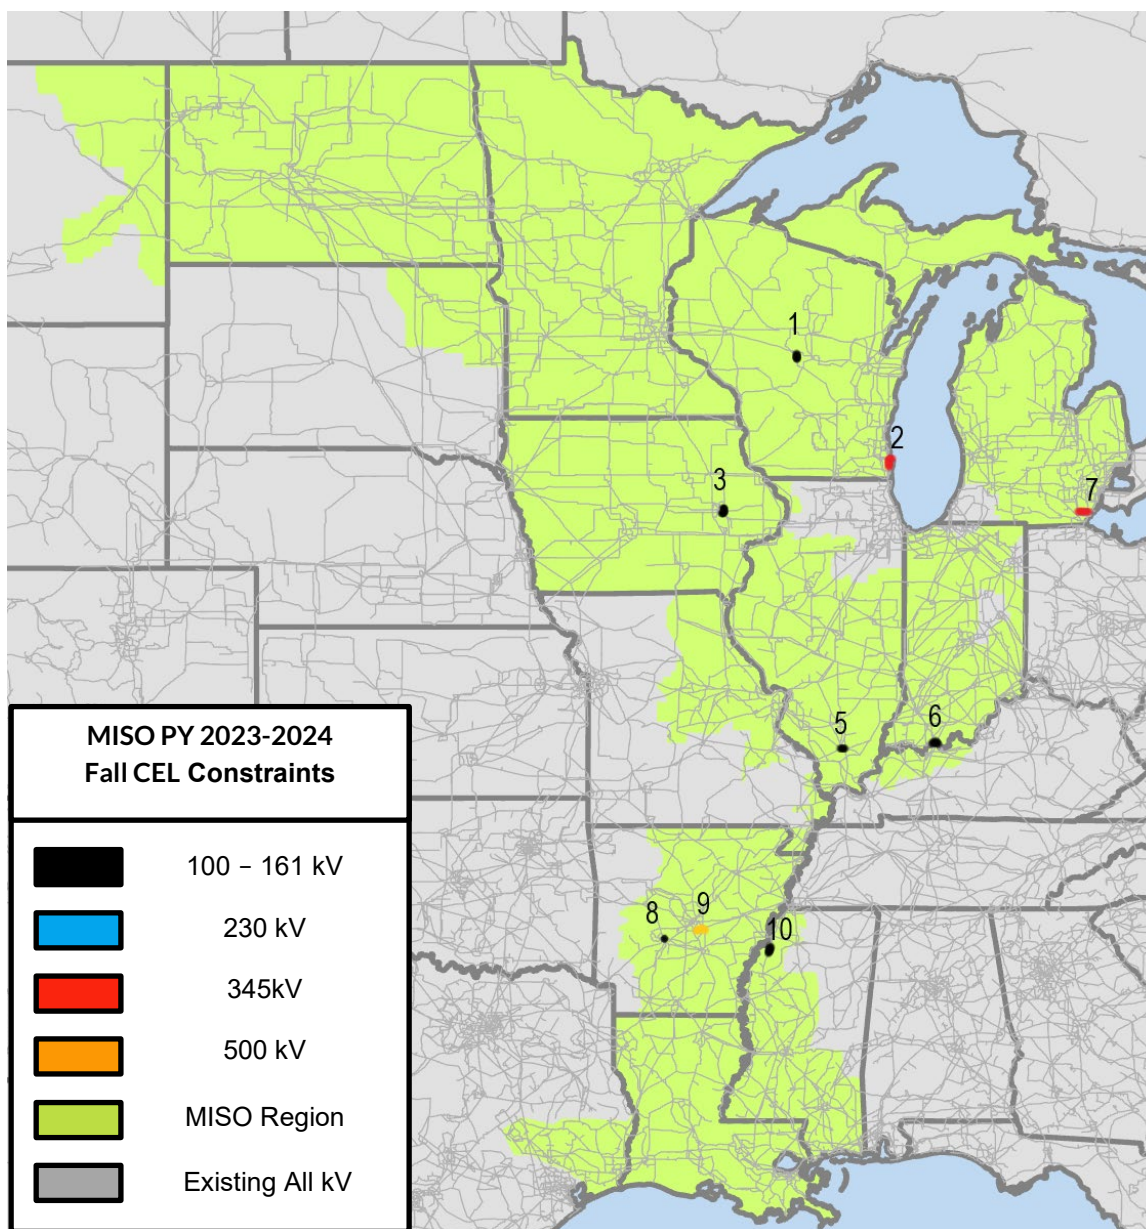 1
2
3
7
5
6
8
9
10
MISO PY 2023-2024
Fall CEL Constraints
100 – 161 kV
230 kV
345kV
500 kV
MISO Region
Existing All kV